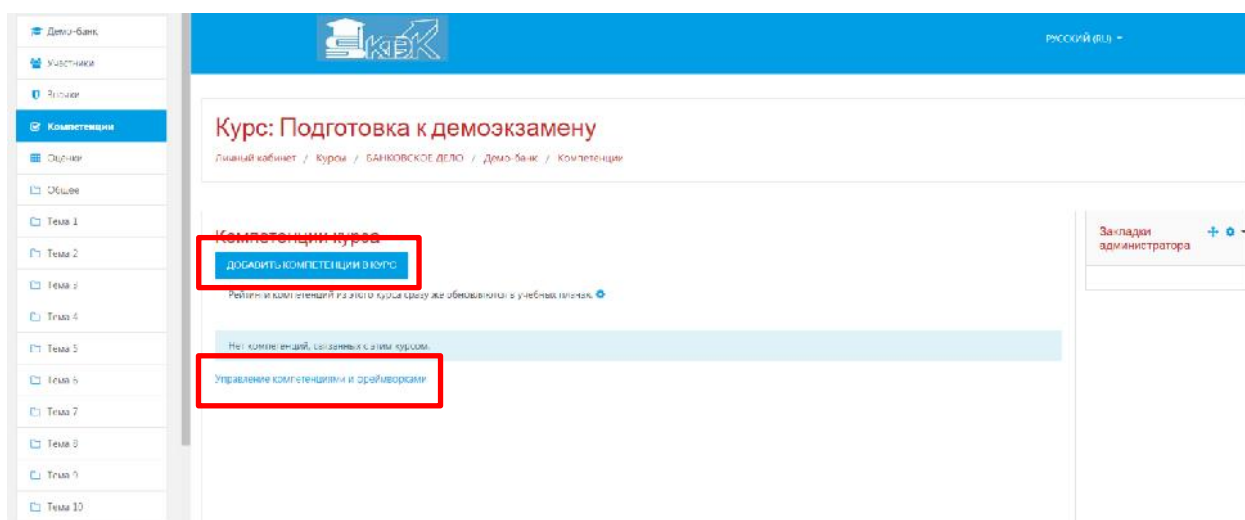 Демо-банк
Участники
Значки
Компетенции
Оценки
Общее
Тема 1
Тема 2
Тема 3
Тема 4
Тема 5
Тема 6
Тема 7
Тема 8
Тема 9
Тема 10
РУССКИЙ (RU)
Курс: Подготовка к демоэкзамену
Личный кабинет / Курсы / БАНКОВСКОЕ ДЕЛО / Демо-банк / Компетенции
Компетенции курса
ДОБАВИТЬ КОМПЕТЕНЦИИ В КУРС
Рейтинги компетенций из этого курса сразу же обновляются в учебных планах.
Нет компетенций, связанных с этим курсом.
Управление компетенциями и фреймворками
Закладки
администратора